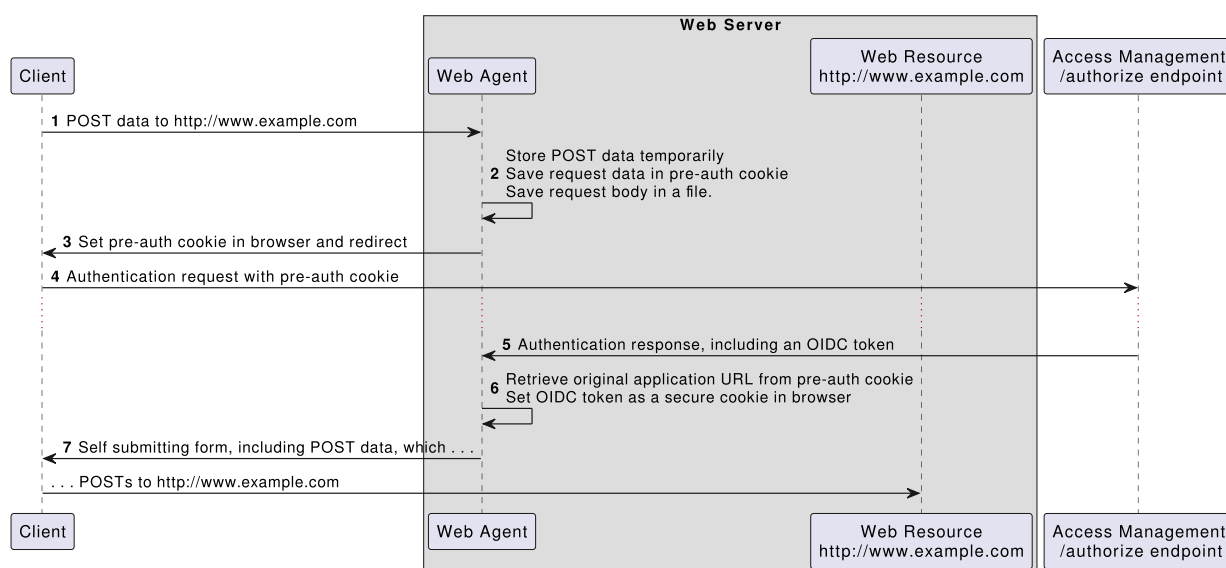 Web Server
Client
Web Agent
Web Resource
http://www.example.com
Access Management
/authorize endpoint
1 POST data to http://www.example.com
Store POST data temporarily
2 Save request data in pre-auth cookie
Save request body in a file.
3 Set pre-auth cookie in browser and redirect
4 Authentication request with pre-auth cookie
5 Authentication response, including an OIDC token
6 Retrieve original application URL from pre-auth cookie
Set OIDC token as a secure cookie in browser
7 Self submitting form, including POST data, which . . .
. . . POSTs to http://www.example.com
Client
Web Agent
Web Resource
http://www.example.com
Access Management
/authorize endpoint